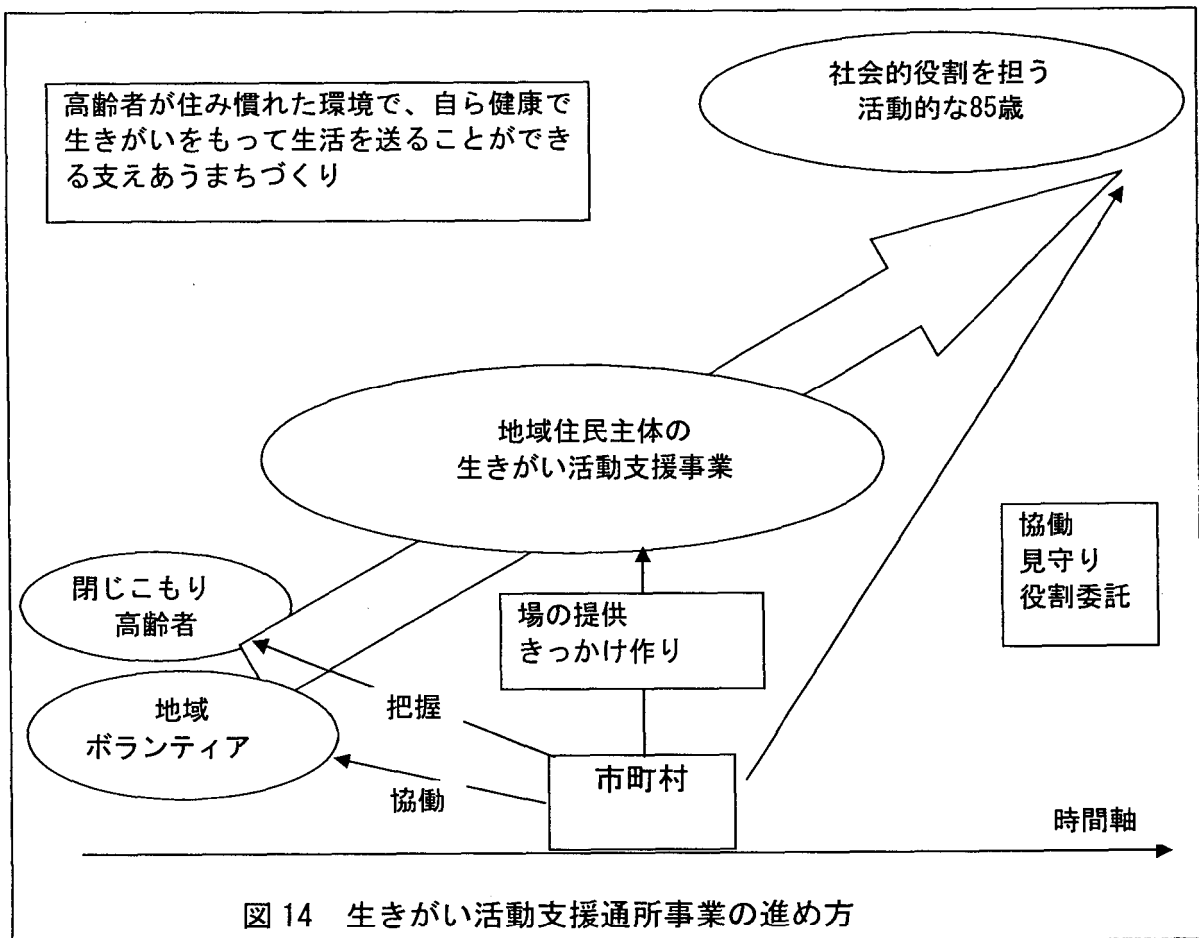 社会的役割を担う
活動的な85歳
高齢者が住み慣れた環境で、自ら健康で
生きがいをもって生活を送ることができ
る支えあうまちづくり
地域住民主体の
生きがい活動支援事業
協働
見守り
役割委託
閉じこもり
高齢者
場の提供
きっかけ作り
地域
ボランティア
把握
協働
市町村
時間軸
図14　生きがい活動支援通所事業の進め方